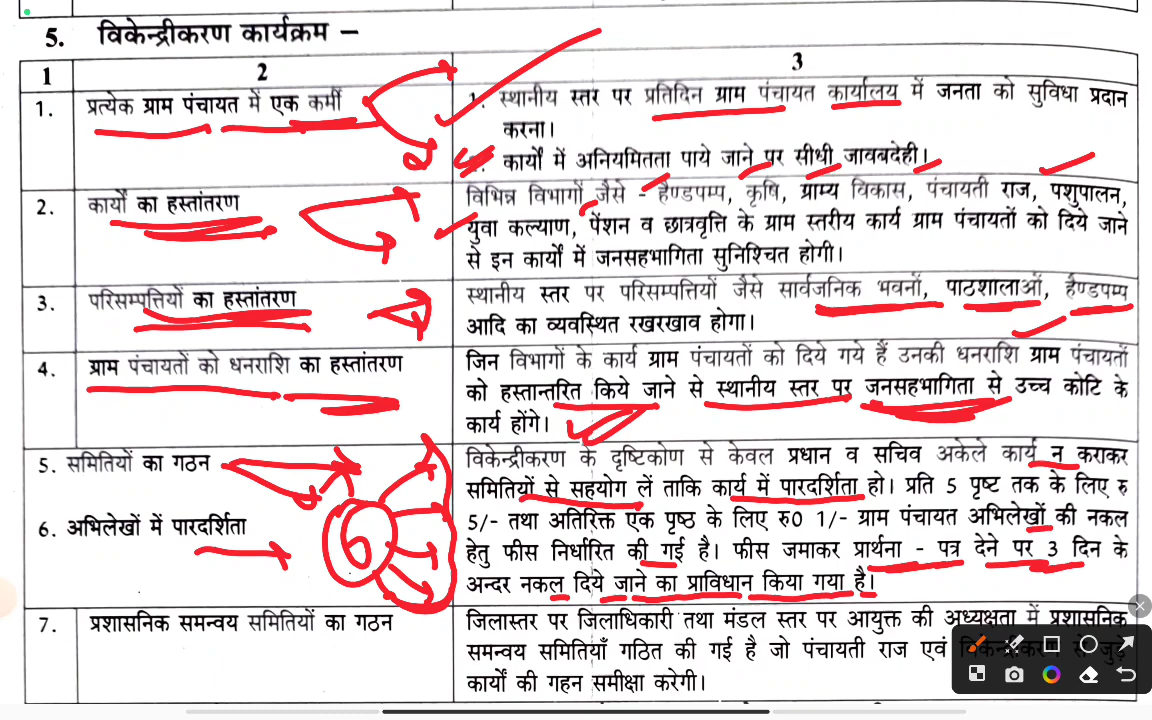 5. विकेन्द्रीकरण कार्यक्रम –
1 2 3
1. प्रत्येक ग्राम पंचायत में एक कर्मी
स्थानीय स्तर पर प्रतिदिन ग्राम पंचायत कार्यालय में जनता को सुविधा प्रदान
करना।
कार्यों में अनियमितता पाये जाने पर सीधी जावबदेही।
2. कार्यो का हस्तांतरण
विभिन्न विभागों जैसे - हैण्डपम्प, कृषि, ग्राम्य विकास, पंचायती राज, पशुपालन,
युवा कल्याण, पेंशन व छात्रवृत्ति के ग्राम स्तरीय कार्य ग्राम पंचायतों को दिये जाने
से इन कार्यों में जनसहभागिता सुनिश्चित होगी।
3. परिसम्पत्तियों का हस्तांतरण
स्थानीय स्तर पर परिसम्पत्तियों जैसे सार्वजनिक भवनों, पाठशालाओं, हैण्डपम्प
आदि का व्यवस्थित रखरखाव होगा।
4. ग्राम पंचायतों को धनराशि का हस्तांतरण
जिन विभागों के कार्य ग्राम पंचायतों को दिये गये हैं उनकी धनराशि ग्राम पंचायतों
को हस्तान्तरित किये जाने से स्थानीय स्तर पर जनसहभागिता से उच्च कोटि के
कार्य होंगे।
5. समितियों का गठन
6. अभिलेखों में पारदर्शिता
6
विकेन्द्रीकरण के दृष्टिकोण से केवल प्रधान व सचिव अकेले कार्य न कराकर
समितियों से सहयोग लें ताकि कार्य में पारदर्शिता हो। प्रति 5 पृष्ट तक के लिए रु
5/- तथा अतिरिक्त एक पृष्ठ के लिए रु0 1/- ग्राम पंचायत अभिलेखों की नकल
हेतु फीस निर्धारित की गई है। फीस जमाकर प्रार्थना - पत्र देने पर 3 दिन के
अन्दर नकल दिये जाने का प्राविधान किया गया है।
7. प्रशासनिक समन्वय समितियों का गठन
जिलास्तर पर जिलाधिकारी तथा मंडल स्तर पर आयुक्त की अध्यक्षता में प्रशासनिक
समन्वय समितियाँ गठित की गई है जो पंचायती राज एवं विकेन्द्रीकरण से जुड़े
कार्यों की गहन समीक्षा करेगी।